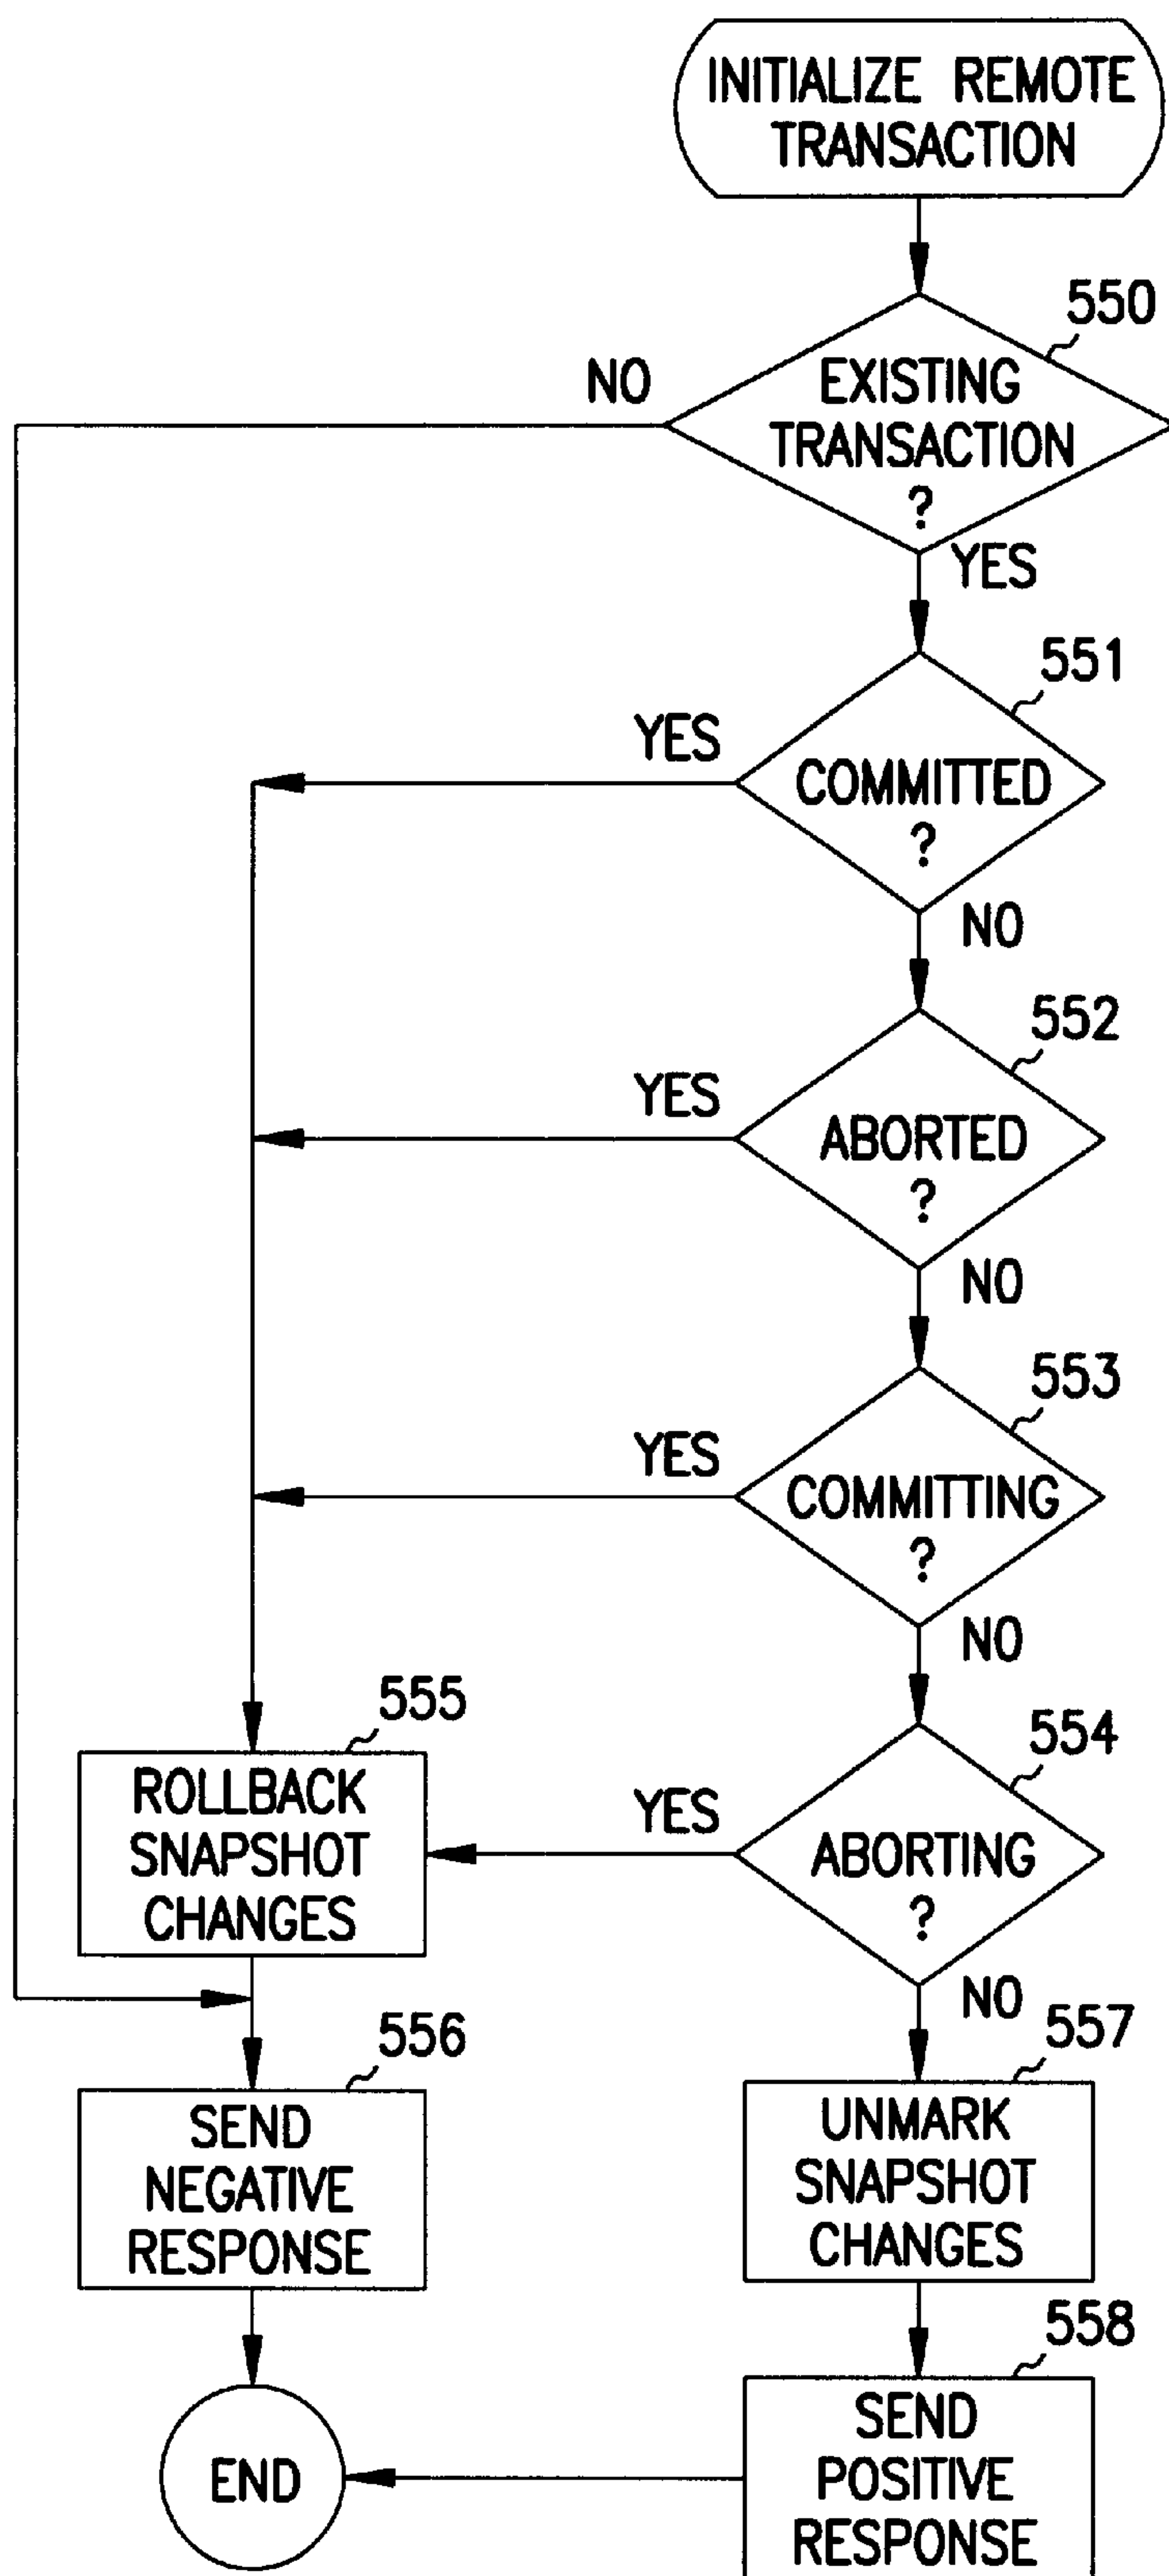 INITIALIZE REMOTE
TRANSACTION
550
NO
EXISTING
TRANSACTION
?
YES
551
YES
COMMITTED
?
NO
552
YES
ABORTED
?
NO
553
YES
COMMITTING
?
NO
555
ROLLBACK
SNAPSHOT
CHANGES
554
YES
ABORTING
?
NO
556
SEND
NEGATIVE
RESPONSE
557
UNMARK
SNAPSHOT
CHANGES
558
SEND
POSITIVE
RESPONSE
END